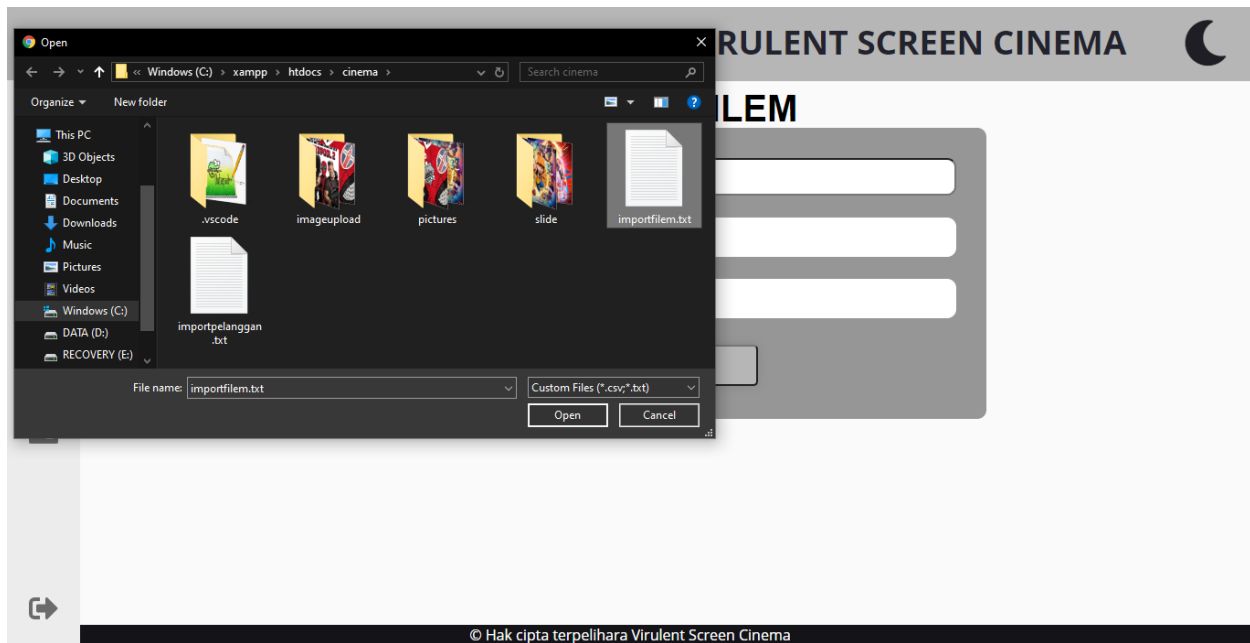 Open
RULENT SCREEN CINEMA
« Windows (C:) › xampp › htdocs › cinema ›
Search cinema
Organize
New folder
ILEM
This PC
3D Objects
Desktop
Documents
Downloads
Music
Pictures
Videos
Windows (C:)
DATA (D:)
RECOVERY (E:)
.vscode
imageupload
pictures
slide
importfilem.txt
importpelanggan
.txt
File name:
importfilem.txt
Custom Files (*.csv;*.txt)
Open
Cancel
© Hak cipta terpelihara Virulent Screen Cinema